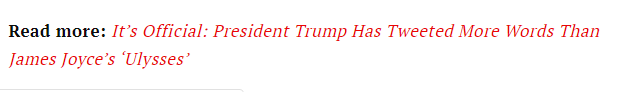 Read more: It’s Official: President Trump Has Tweeted More Words Than
James Joyce’s ‘Ulysses’